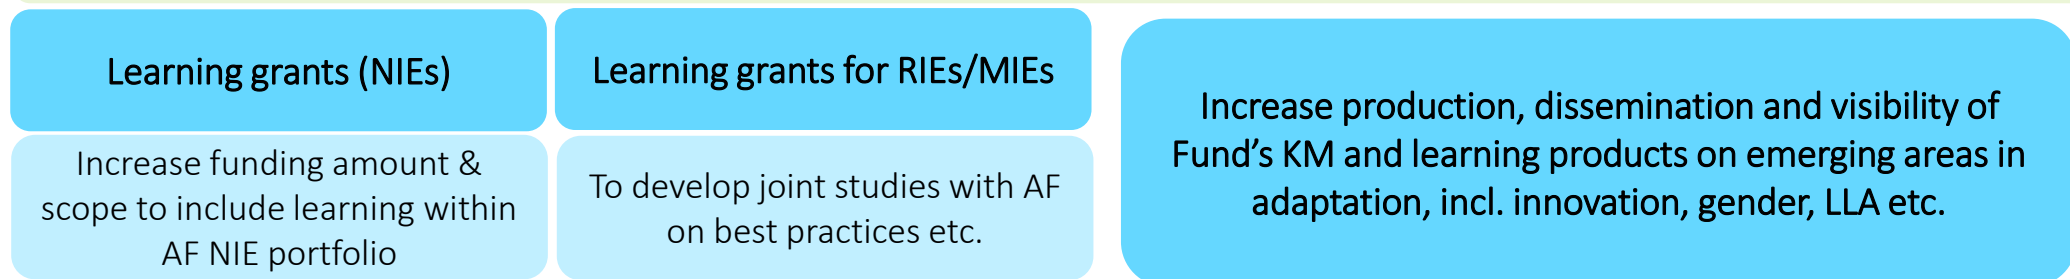 Learning grants (NIEs)
Increase funding amount &
scope to include learning within
AF NIE portfolio
Learning grants for RIEs/MIEs
To develop joint studies with AF
on best practices etc.
Increase production, dissemination and visibility of
Fund's KM and learning products on emerging areas in
adaptation, incl. innovation, gender, LLA etc.